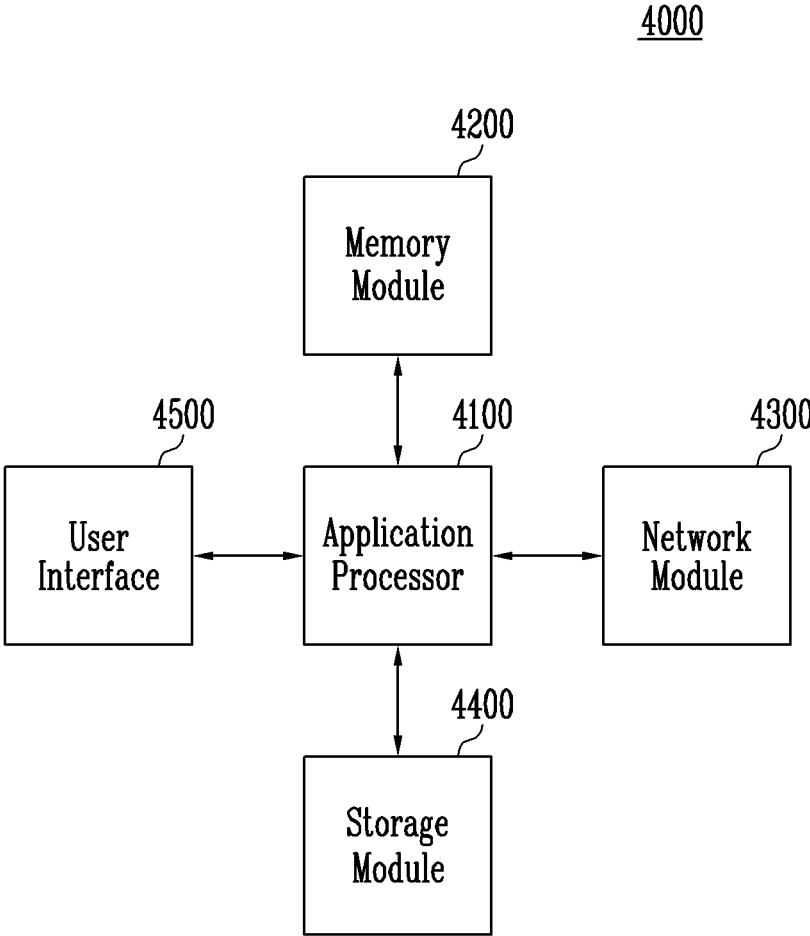 4000
4200
Memory
Module
4500
4100
4300
User
Interface
Application
Processor
Network
Module
4400
Storage
Module